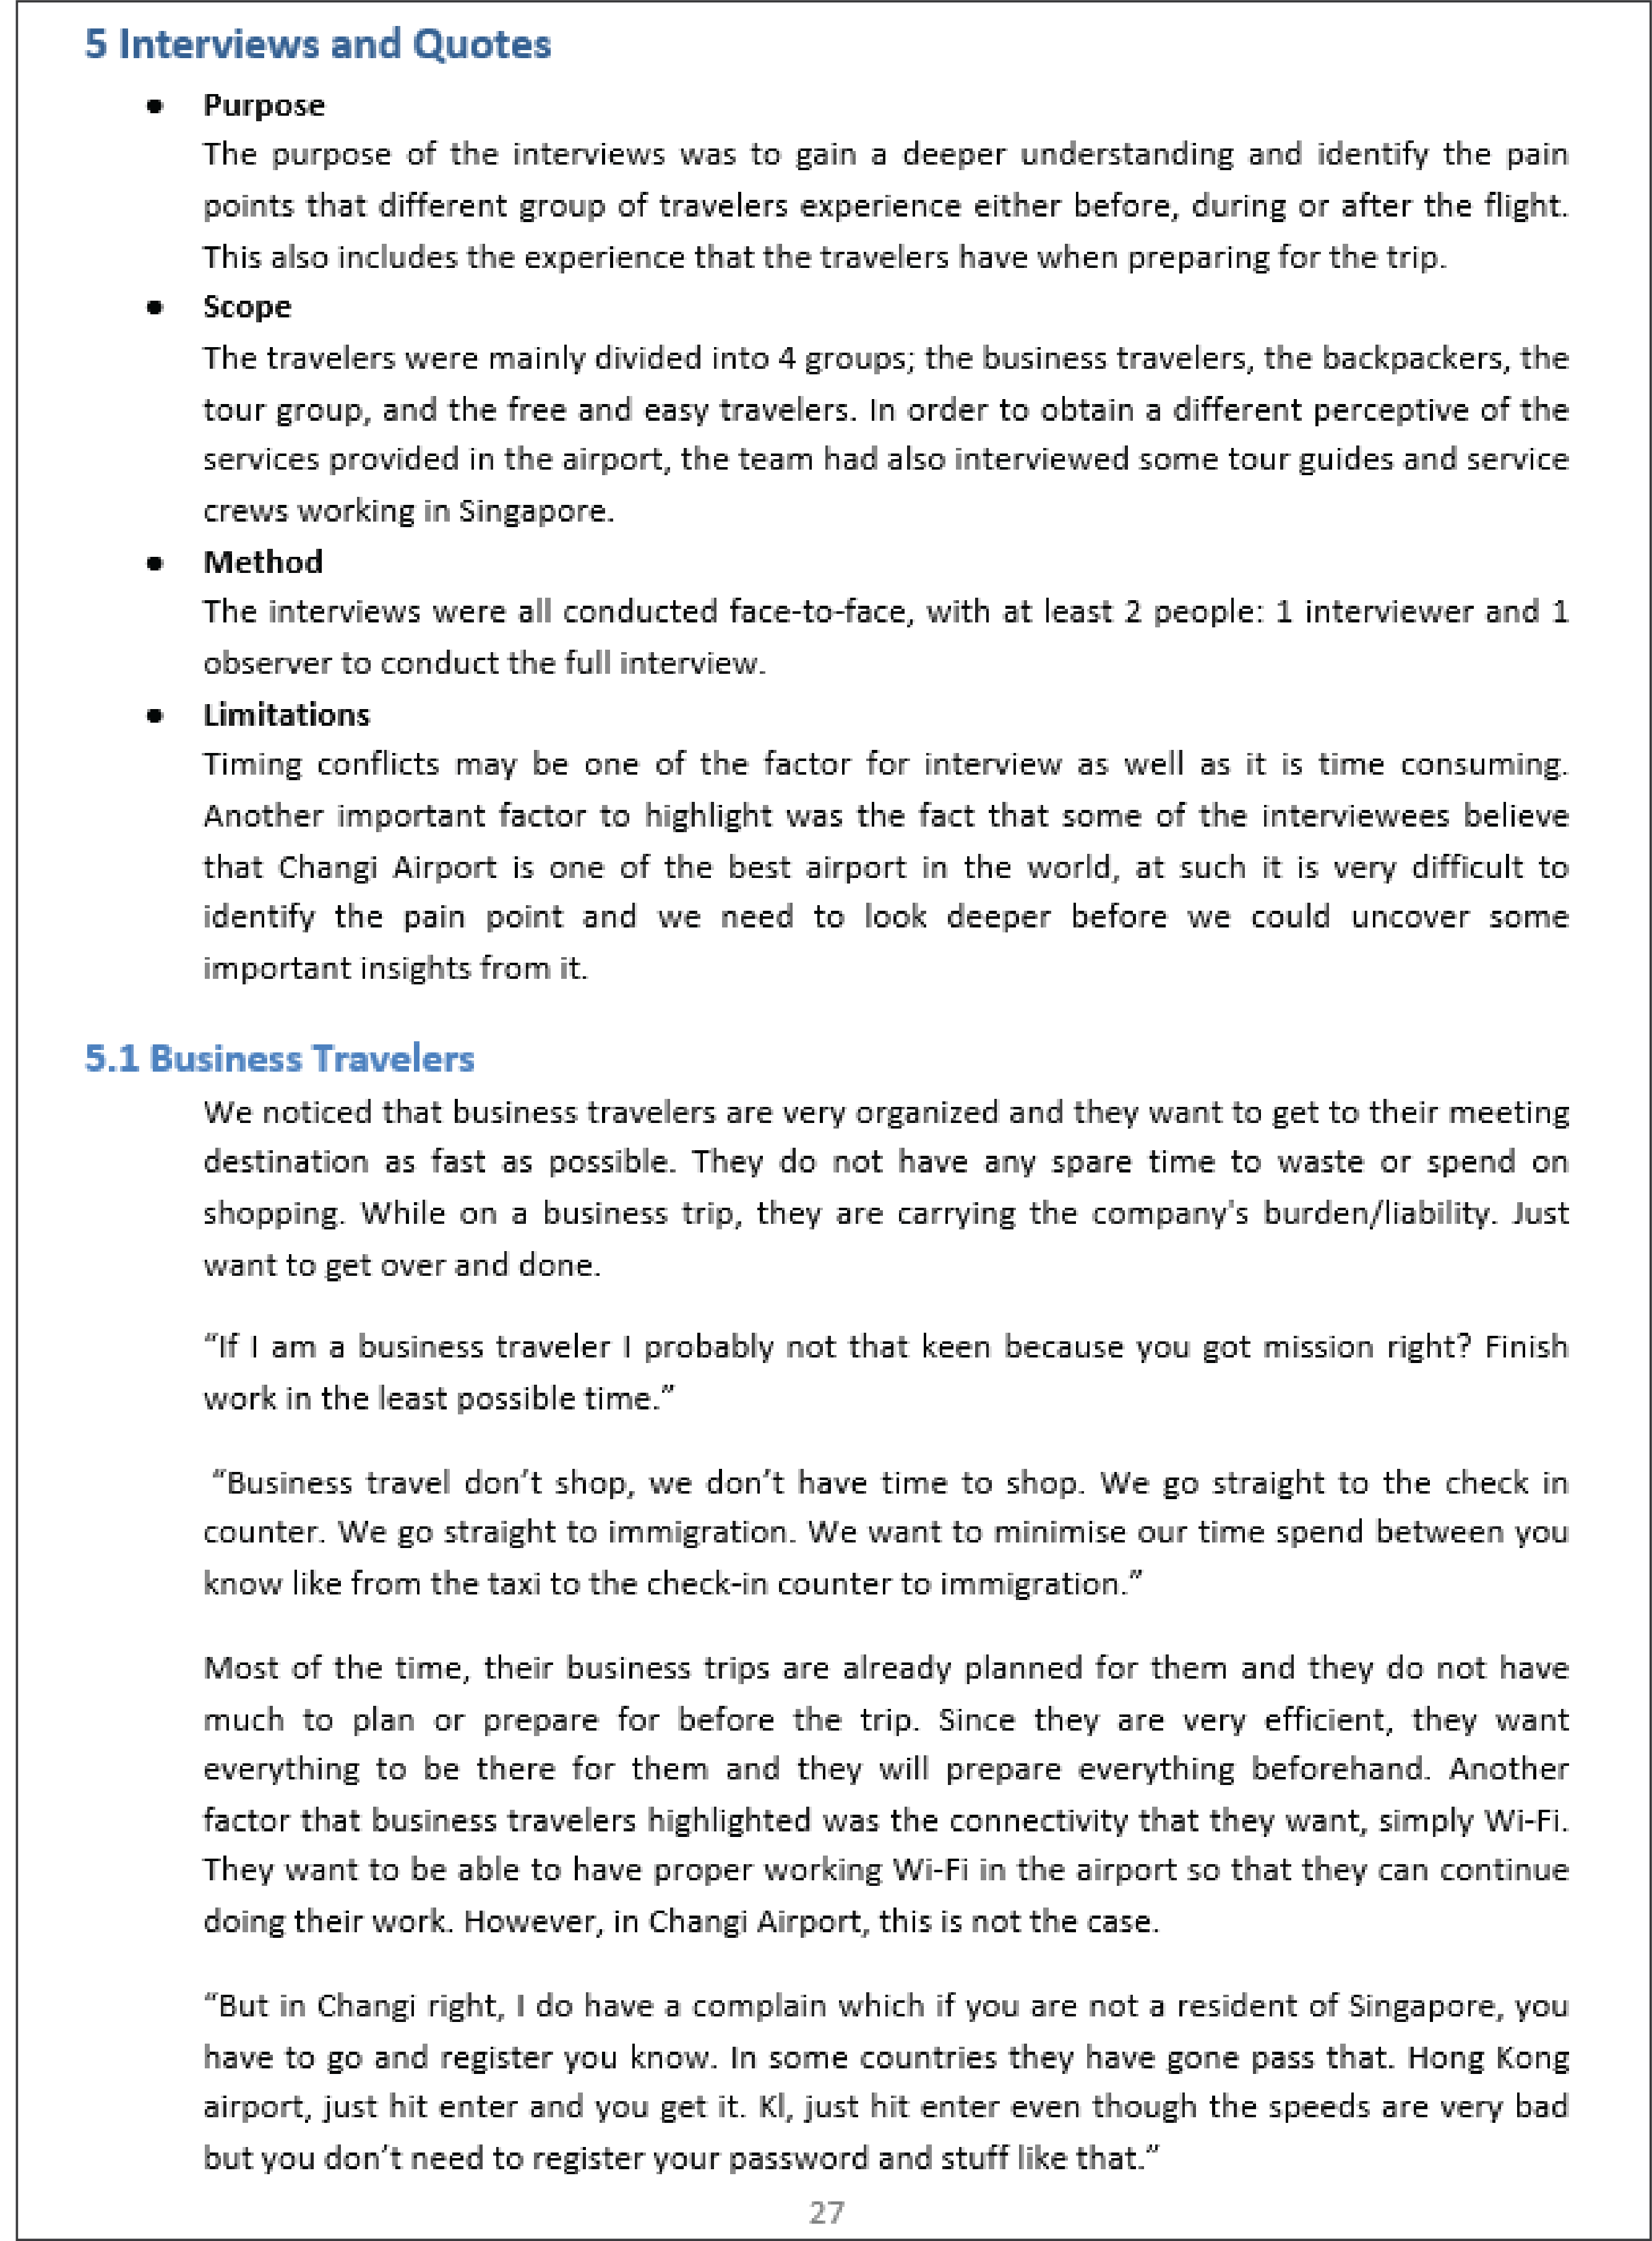 5 Interviews and Quotes
● Purpose
The purpose of the interviews was to gain a deeper understanding and identify the pain
points that different group of travelers experience either before, during or after the flight.
This also includes the experience that the travelers have when preparing for the trip.
● Scope
The travelers were mainly divided into 4 groups; the business travelers, the backpackers, the
tour group, and the free and easy travelers. In order to obtain a different perceptive of the
services provided in the airport, the team had also interviewed some tour guides and service
crews working in Singapore.
● Method
The interviews were all conducted face-to-face, with at least 2 people: 1 interviewer and 1
observer to conduct the full interview.
● Limitations
Timing conflicts may be one of the factor for interview as well as it is time consuming.
Another important factor to highlight was the fact that some of the interviewees believe
that Changi Airport is one of the best airport in the world, at such it is very difficult to
identify the pain point and we need to look deeper before we could uncover some
important insights from it.
5.1 Business Travelers
We noticed that business travelers are very organized and they want to get to their meeting
destination as fast as possible. They do not have any spare time to waste or spend on
shopping. While on a business trip, they are carrying the company's burden/liability. Just
want to get over and done.
“If I am a business traveler I probably not that keen because you got mission right? Finish
work in the least possible time.”
“Business travel don’t shop, we don’t have time to shop. We go straight to the check in
counter. We go straight to immigration. We want to minimise our time spend between you
know like from the taxi to the check-in counter to immigration.”
Most of the time, their business trips are already planned for them and they do not have
much to plan or prepare for before the trip. Since they are very efficient, they want
everything to be there for them and they will prepare everything beforehand. Another
factor that business travelers highlighted was the connectivity that they want, simply Wi-Fi.
They want to be able to have proper working Wi-Fi in the airport so that they can continue
doing their work. However, in Changi Airport, this is not the case.
“But in Changi right, I do have a complain which if you are not a resident of Singapore, you
have to go and register you know. In some countries they have gone pass that. Hong Kong
airport, just hit enter and you get it. Kl, just hit enter even though the speeds are very bad
but you don’t need to register your password and stuff like that.”
27